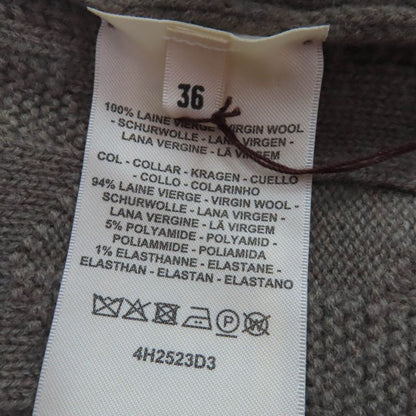 36
100% LAINE VIERGE - VIRGIN WOOL
- SCHURWOLLE - LANA VIRGEN -
LANA VERGINE - LÃ VIRGEM
COL - COLLAR - KRAGEN - CUELLO
- COLLO - COLARINHO
94% LAINE VIERGE - VIRGIN WOOL
- SCHURWOLLE - LANA VIRGEN -
LANA VERGINE - LÃ VIRGEM
5% POLYAMIDE - POLYAMID -
POLIAMMIDE - POLIAMIDA
1% ELASTHANNE - ELASTANE -
ELASTHAN - ELASTAN - ELASTANO
P W
4H2523D3